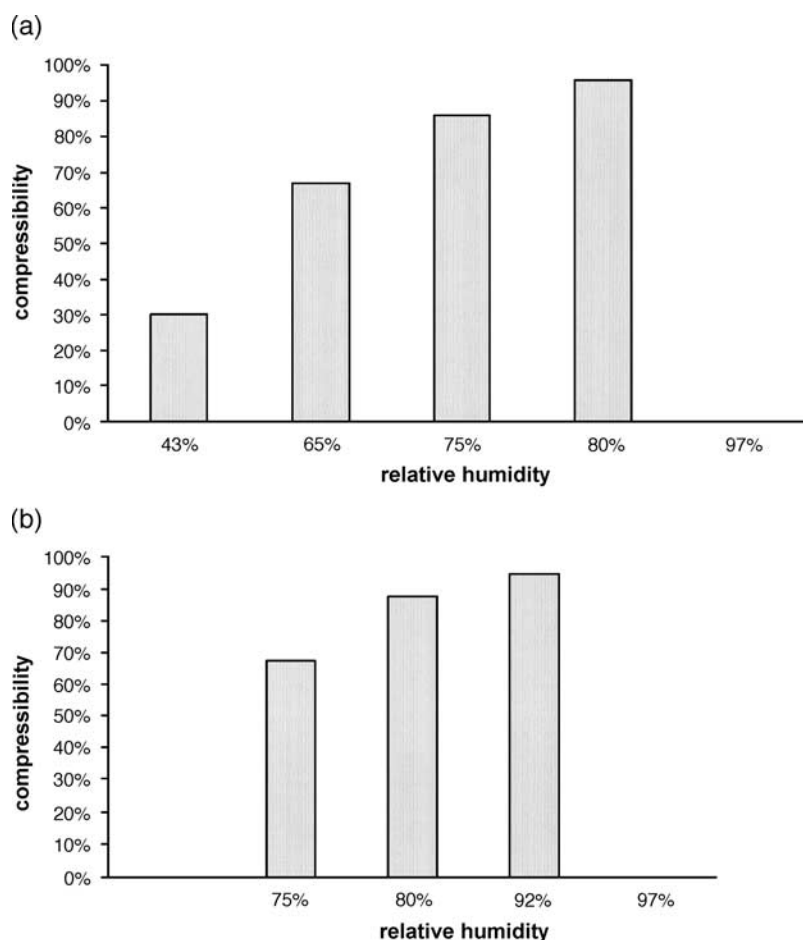 (a)
100%
90%
80%
70%
60%
50%
40%
30%
20%
10%
0%
compressibility
43% 65% 75% 80% 97%
relative humidity
(b)
100%
90%
80%
70%
60%
50%
40%
30%
20%
10%
0%
compressibility
75% 80% 92% 97%
relative humidity